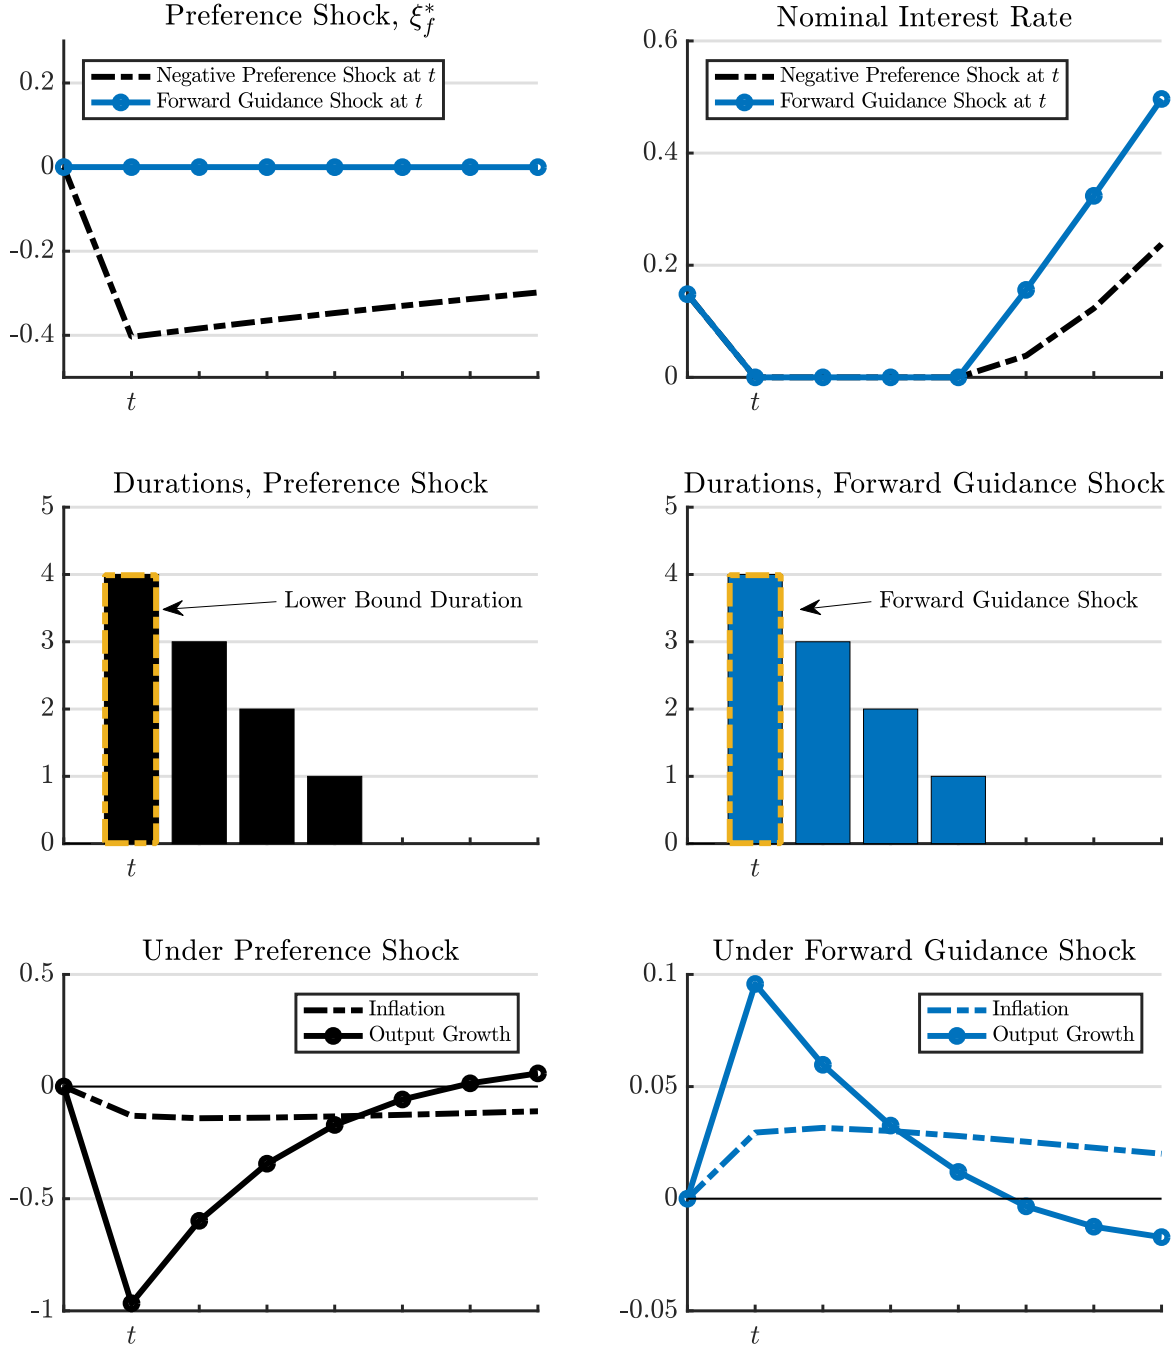 Preference Shock, ξ*f
0.2
0
-0.2
-0.4
Negative Preference Shock at t
Forward Guidance Shock at t
t
Nominal Interest Rate
0.6
0.4
0.2
0
Negative Preference Shock at t
Forward Guidance Shock at t
t
Durations, Preference Shock
5
4
3
2
1
0
Lower Bound Duration
t
Durations, Forward Guidance Shock
5
4
3
2
1
0
Forward Guidance Shock
t
Under Preference Shock
0.5
0
-0.5
-1
Inflation
Output Growth
t
Under Forward Guidance Shock
0.1
0.05
0
-0.05
Inflation
Output Growth
t